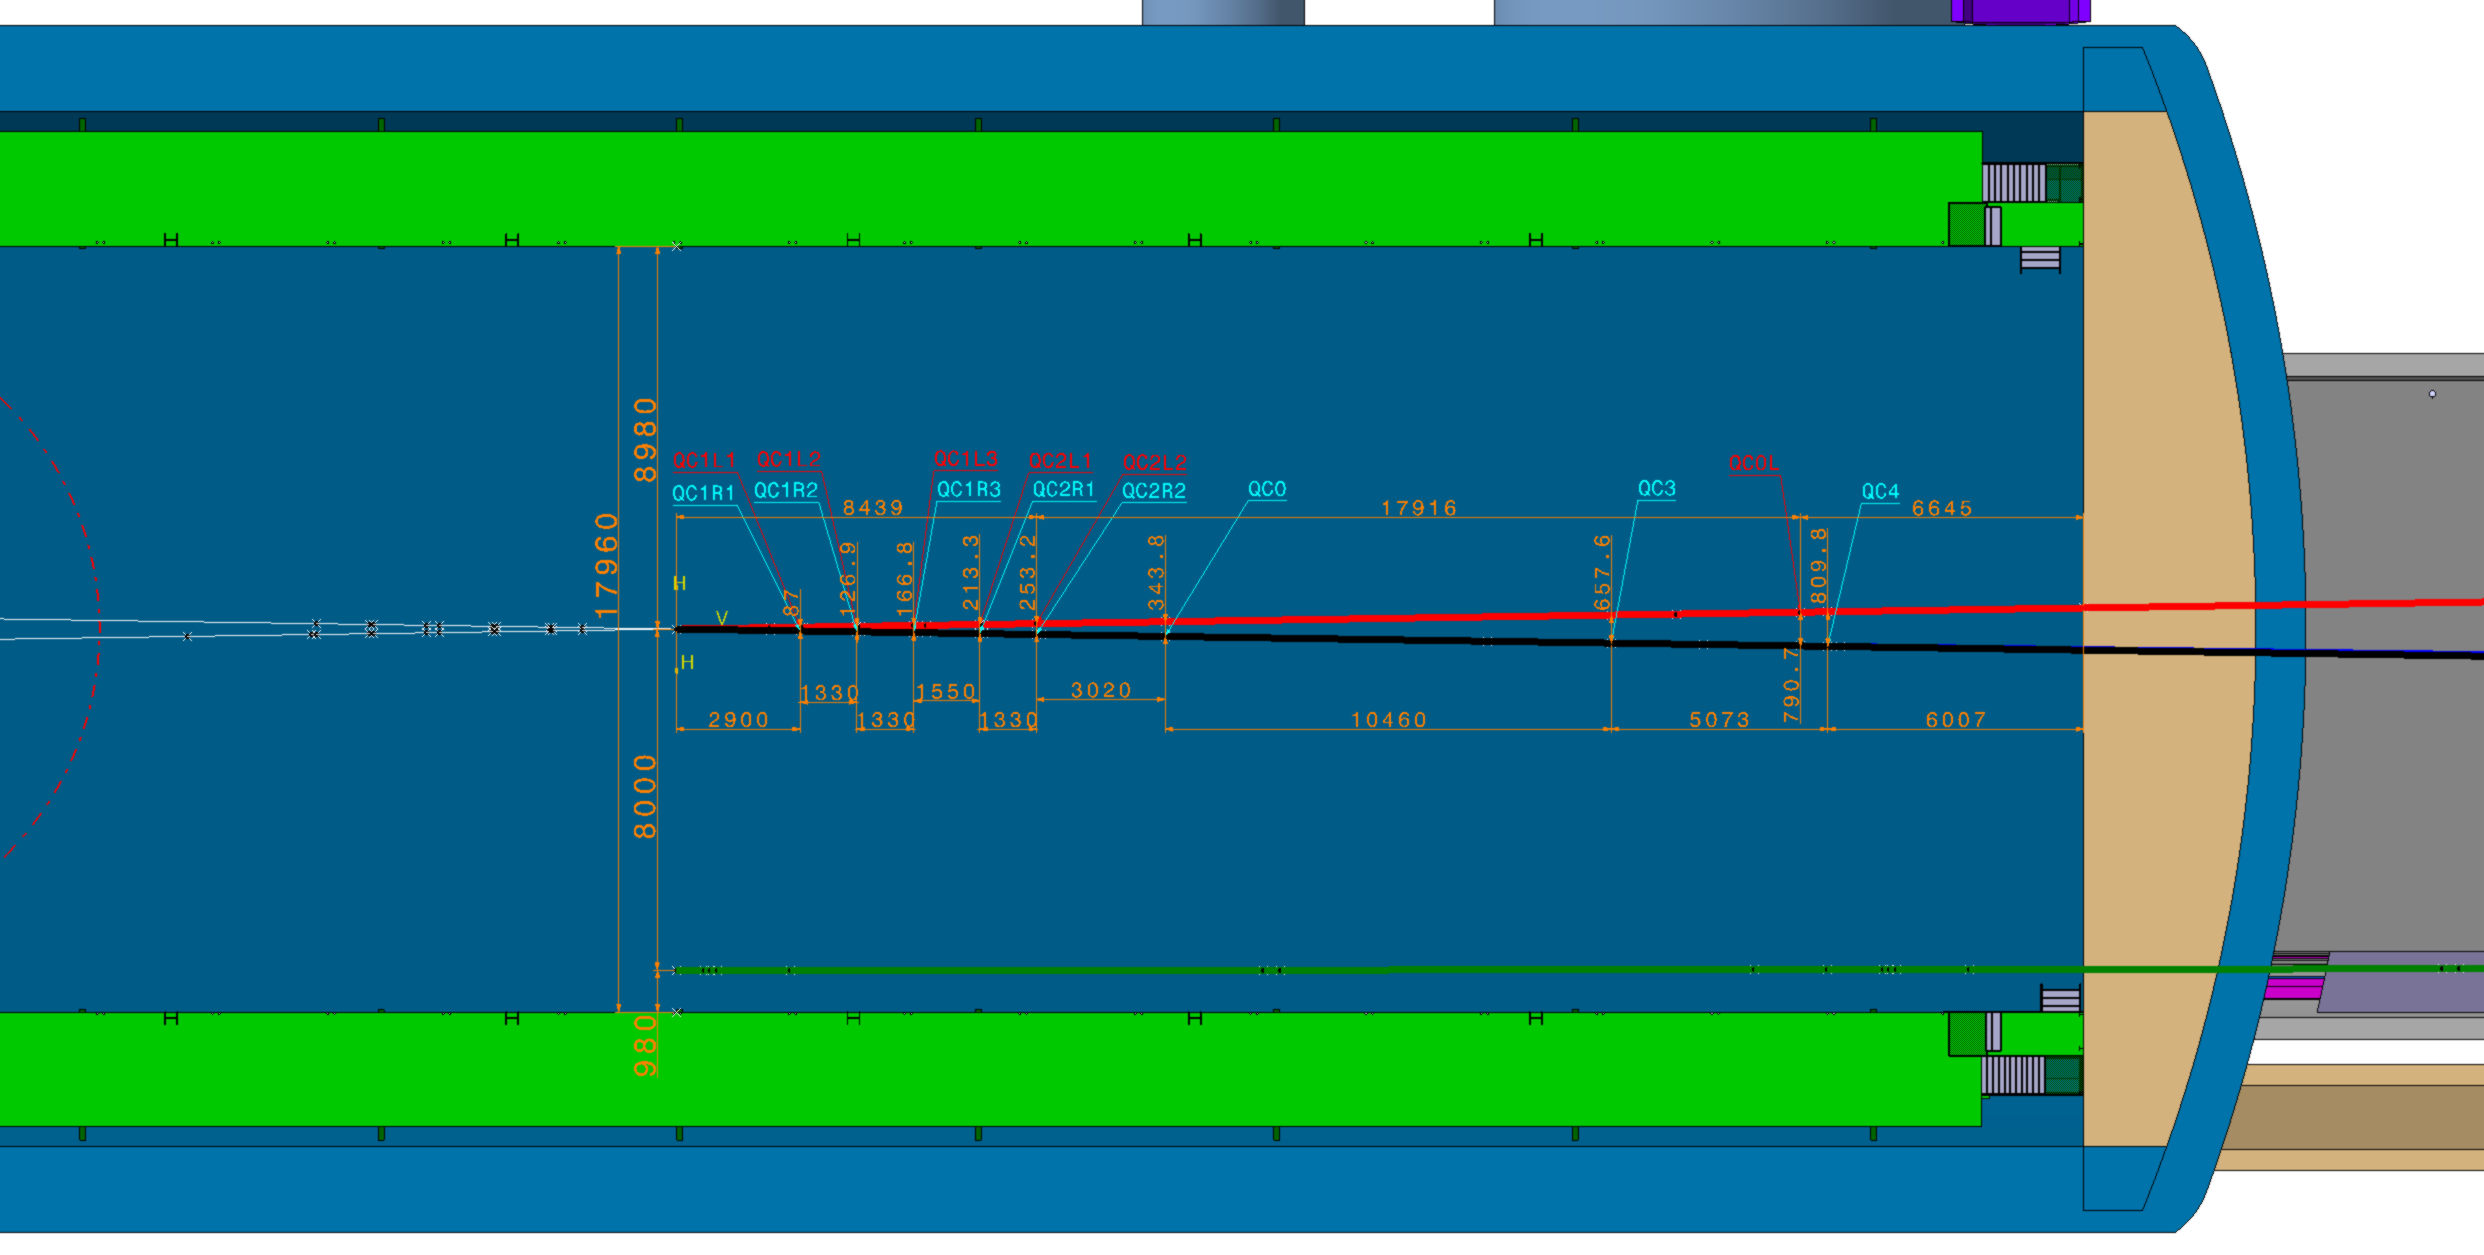 H H H H H
QC1L1 QC1L2 QC1L3 QC2L1 QC2L2 QC0L
QC1R1 QC1R2 QC1R3 QC2R1 QC2R2 QC0 QC3 QC4
8439 17916 6645
17960
8980
8000
980
H
V
H
87
126.9
166.8
213.3
253.2
343.8
657.6
790.7
809.8
1330 1550 3020
2900 1330 1330 10460 5073 6007
H H H H H